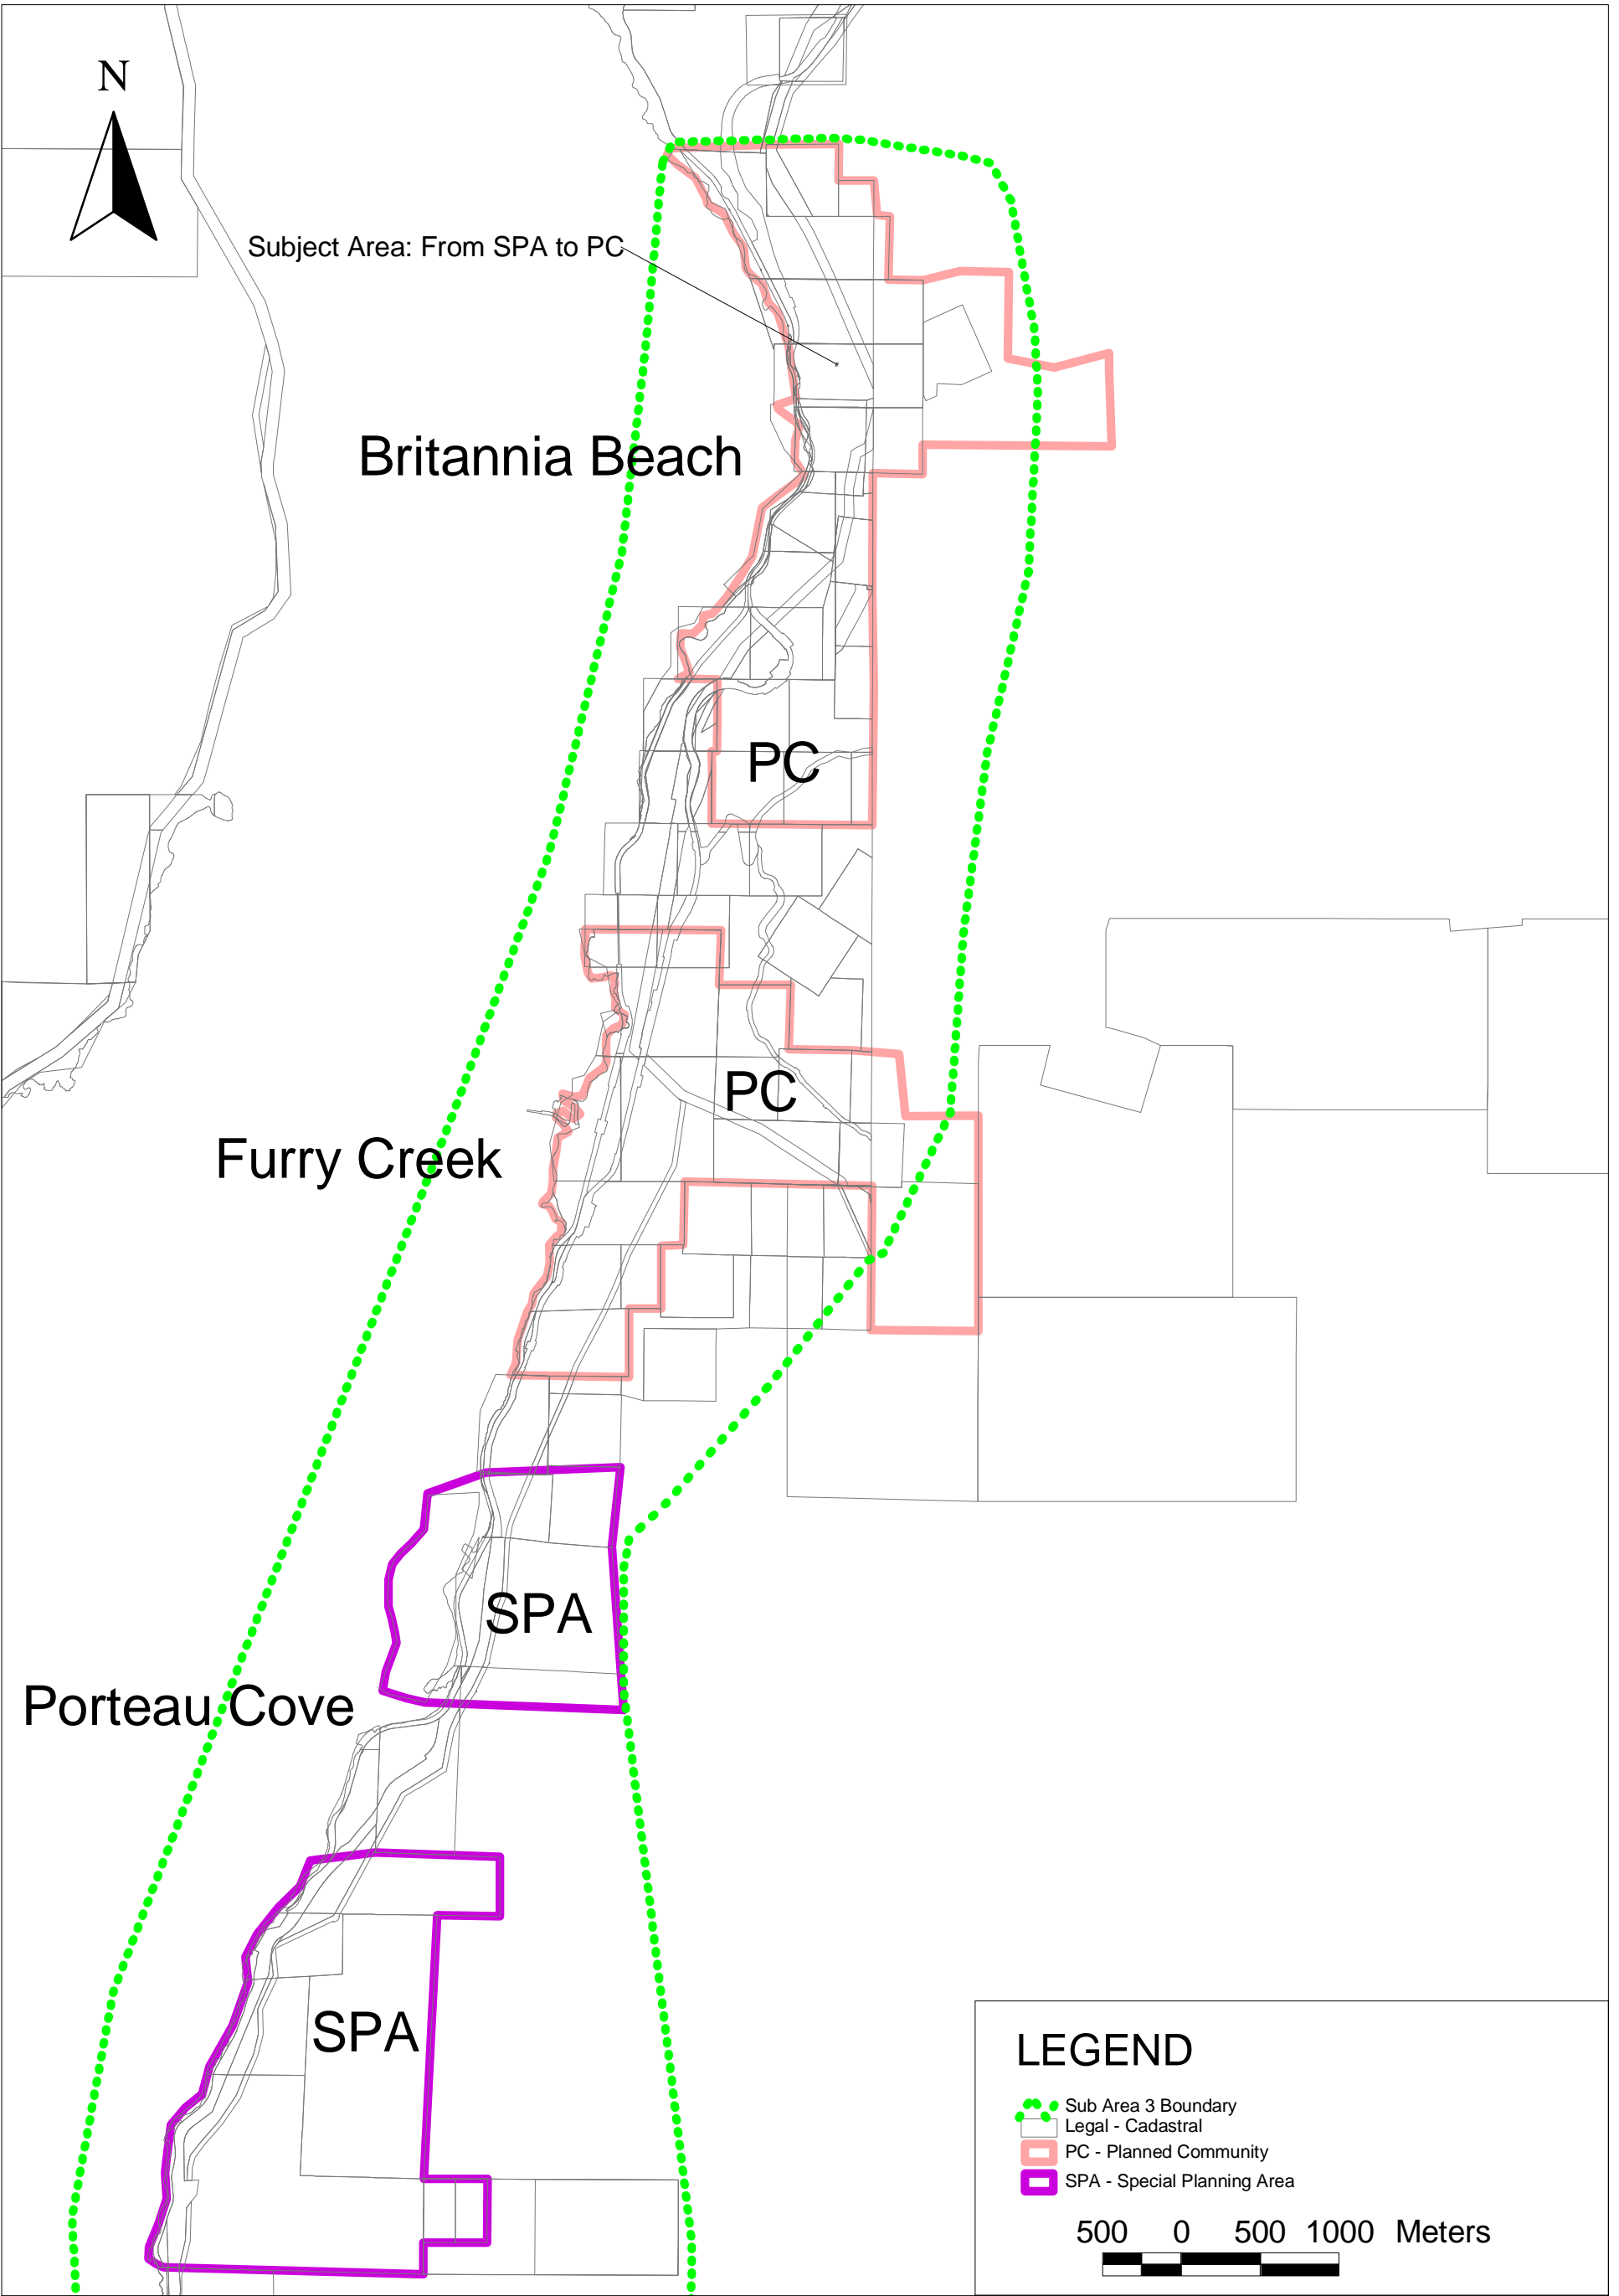 N
Subject Area: From SPA to PC
Britannia Beach
PC
PC
Furry Creek
SPA
Porteau Cove
SPA
LEGEND
Sub Area 3 Boundary
Legal - Cadastral
PC - Planned Community
SPA - Special Planning Area
500 0 500 1000 Meters